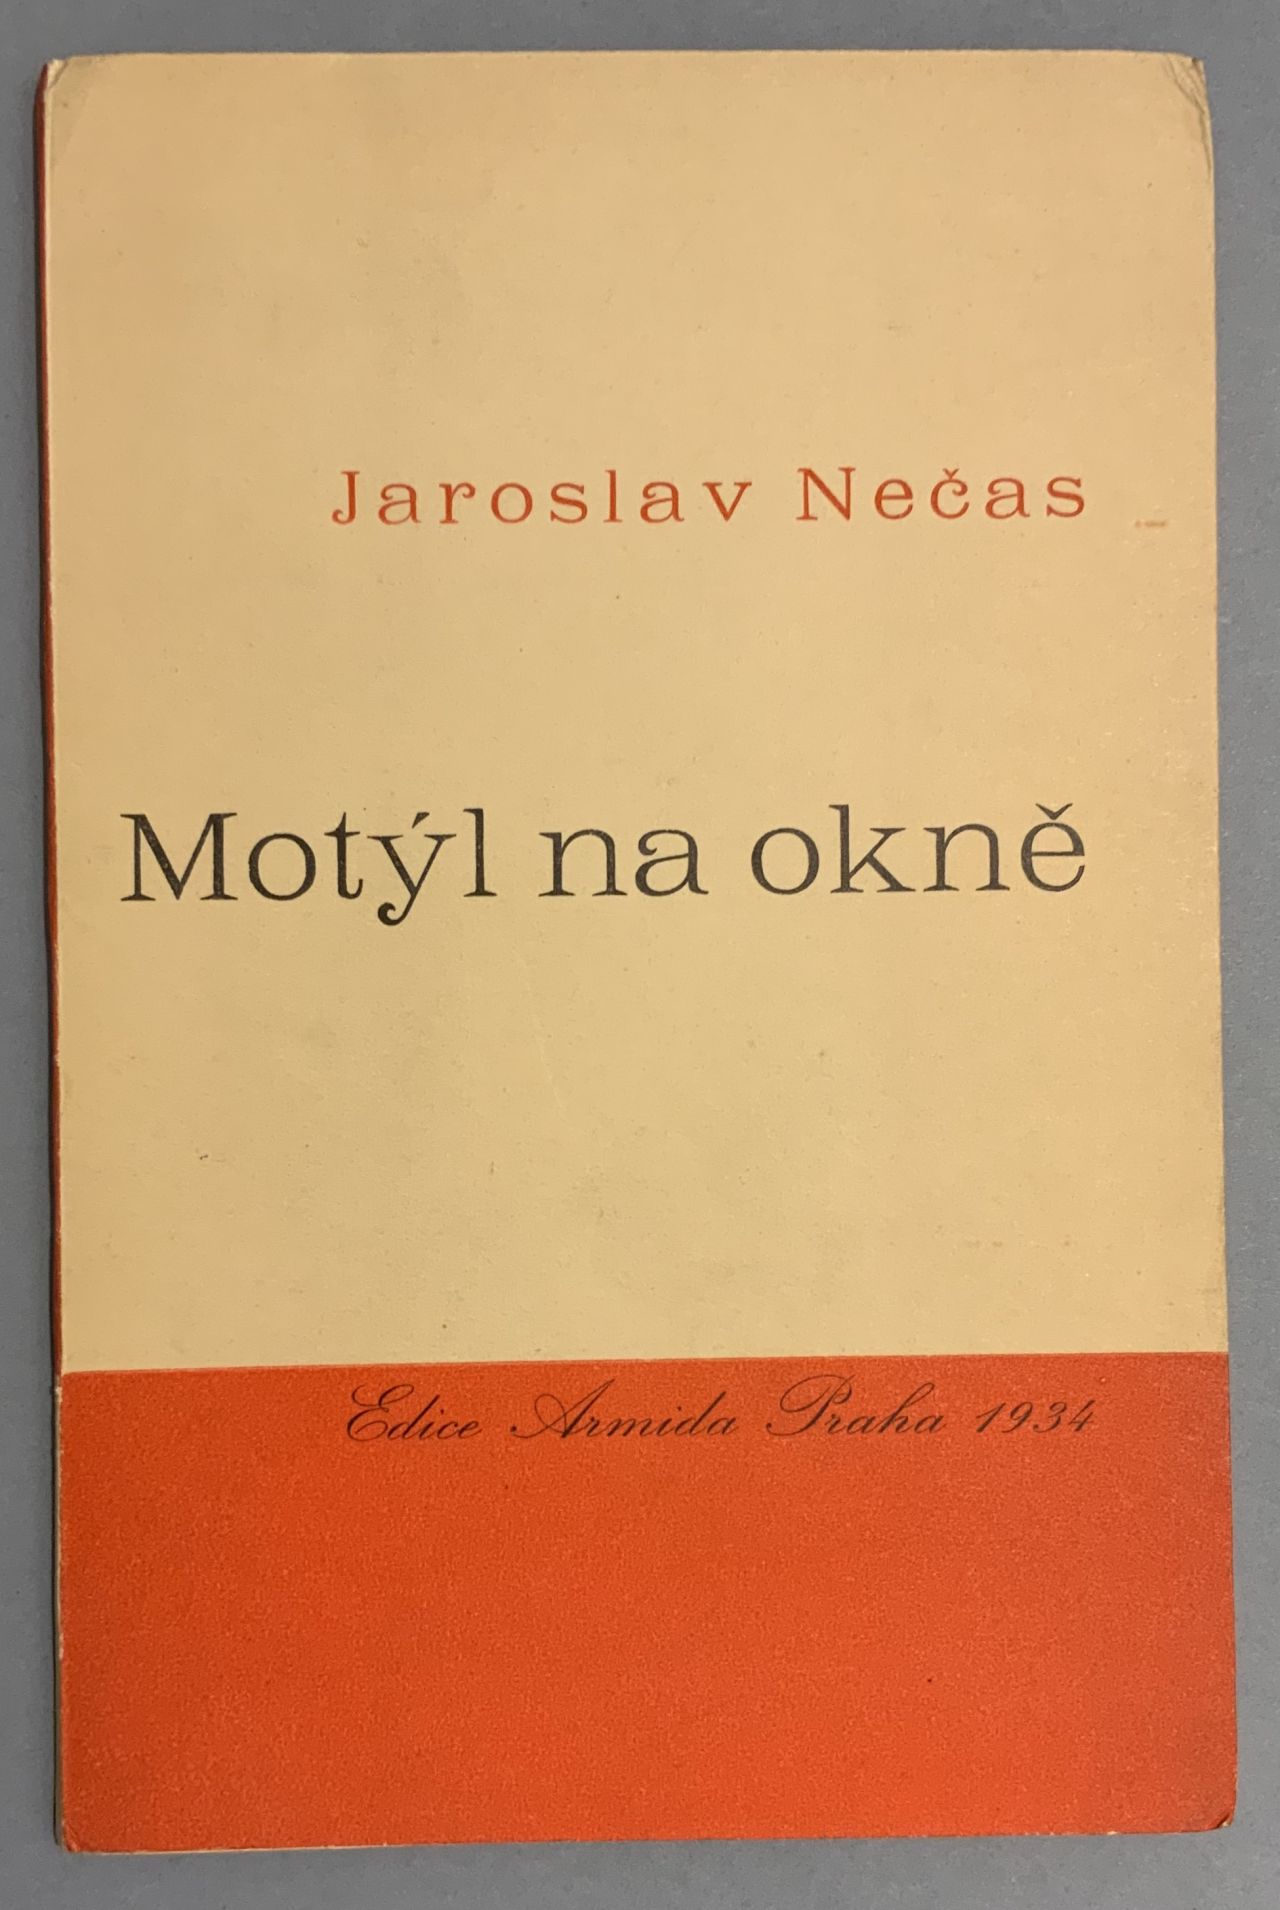 Jaroslav Nečas
Motýl na okně
Edice Armida Praha 1934